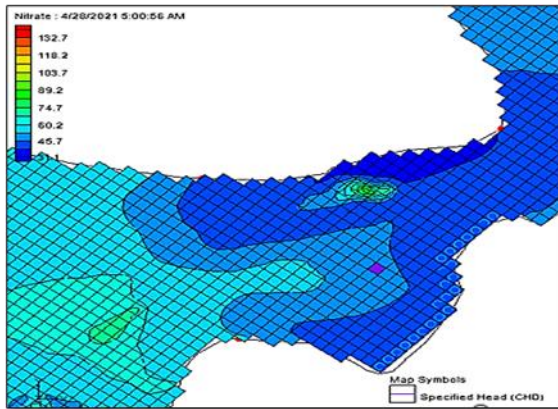 Nitrate : 4/28/2021 5:00:56 AM
132.7
118.2
103.7
89.2
74.7
60.2
45.7
Map Symbols
Specified Head (CHD)